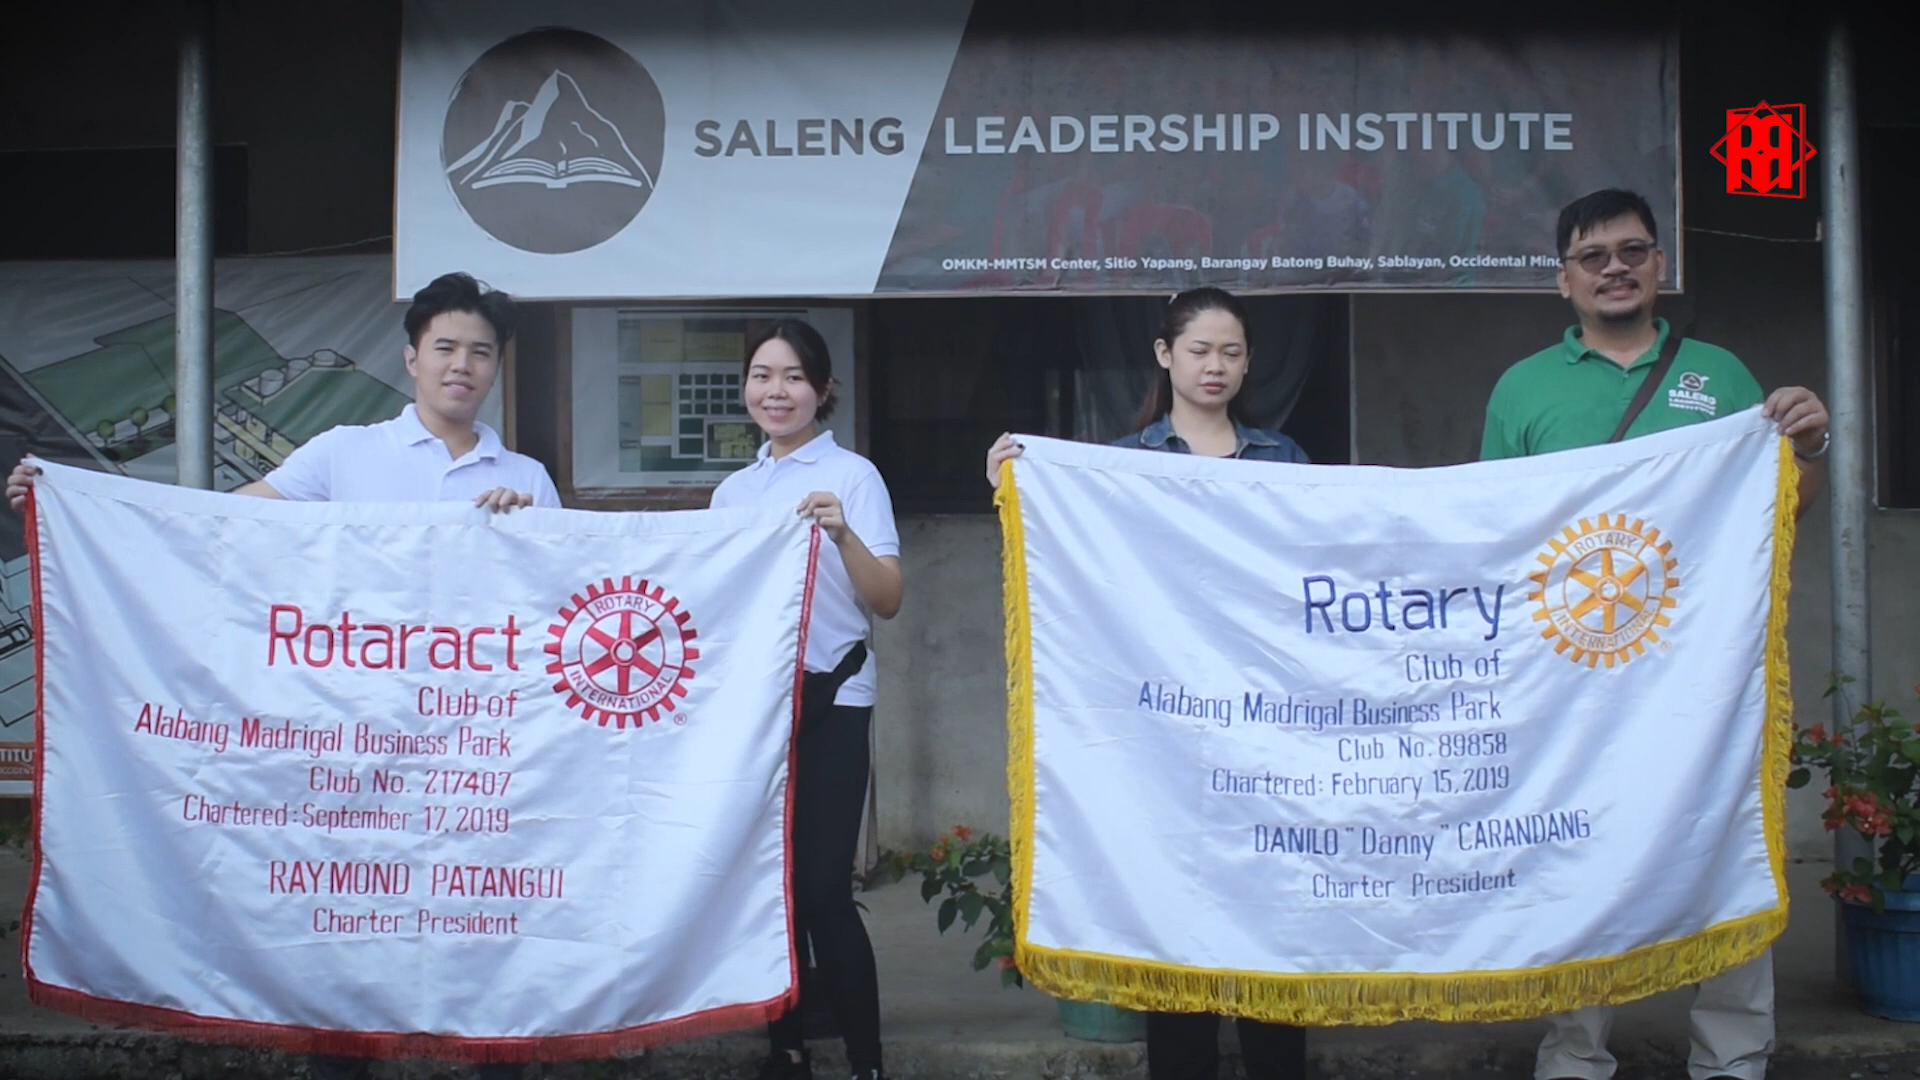 SALENG LEADERSHIP INSTITUTE
OMKM-MMTSM Center, Sitio Yapang, Barangay Batong Buhay, Sablayan, Occidental
SALENG
LEADERSHIP
INSTITUTE
Rotaract
ROTARY
INTERNATIONAL
®
Club of
Alabang Madrigal Business Park
Club No. 217407
Chartered: September 17, 2019
RAYMOND PATANGUI
Charter President
Rotary
ROTARY
INTERNATIONAL
®
Club of
Alabang Madrigal Business Park
Club No. 89858
Chartered: February 15, 2019
DANILO "Danny" CARANDANG
Charter President